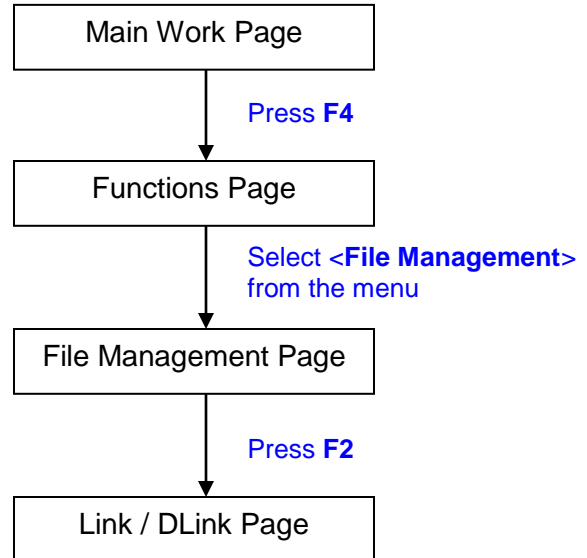 Main Work Page
Press F4
Functions Page
Select <File Management>
from the menu
File Management Page
Press F2
Link / DLink Page